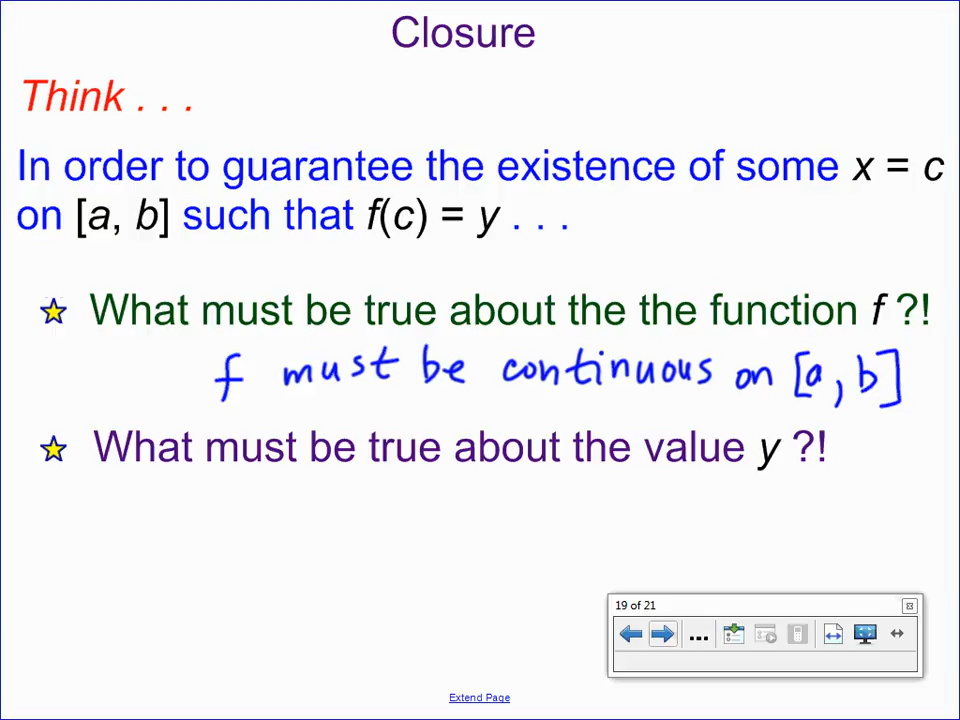 Closure
Think . . .
In order to guarantee the existence of some x = c
on [a, b] such that f(c) = y . . .
What must be true about the the function f ?!
f must be continuous on [a, b]
What must be true about the value y ?!
19 of 21
...
Extend Page